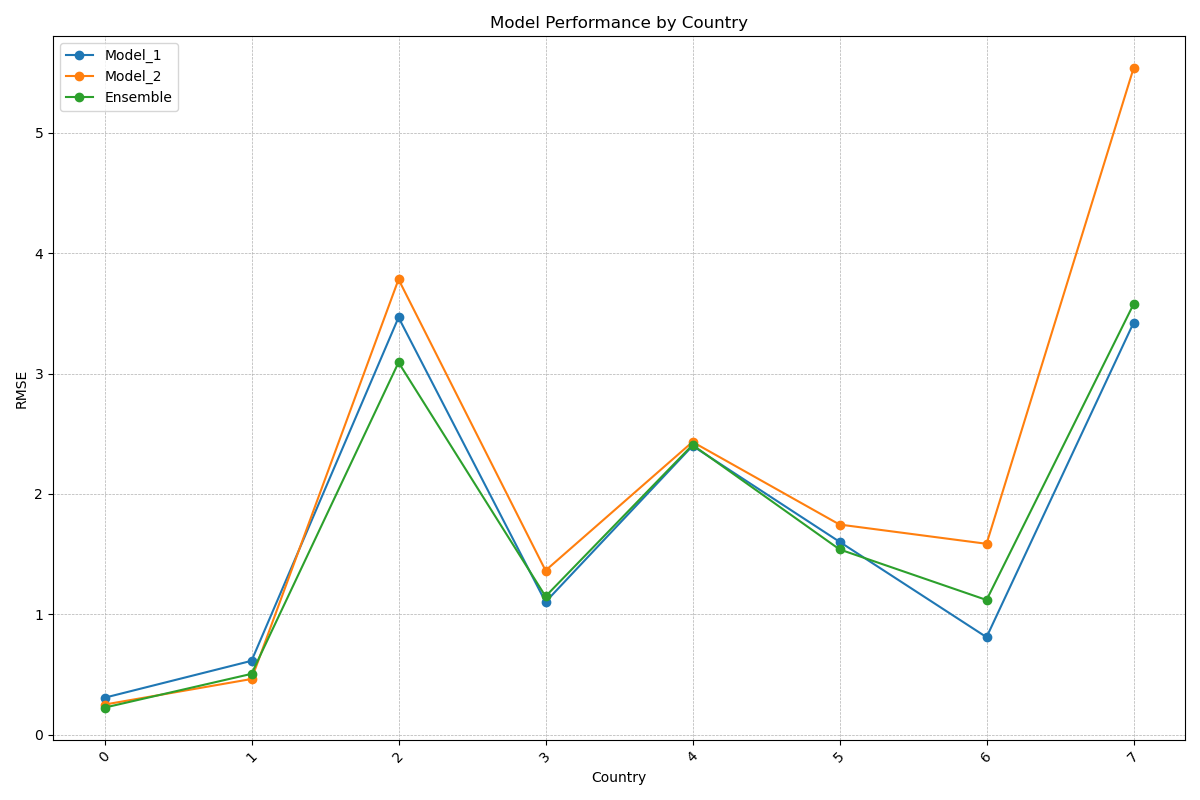 Model Performance by Country
Model_1
Model_2
Ensemble
RMSE
5
4
3
2
1
0
0 1 2 3 4 5 6 7
Country